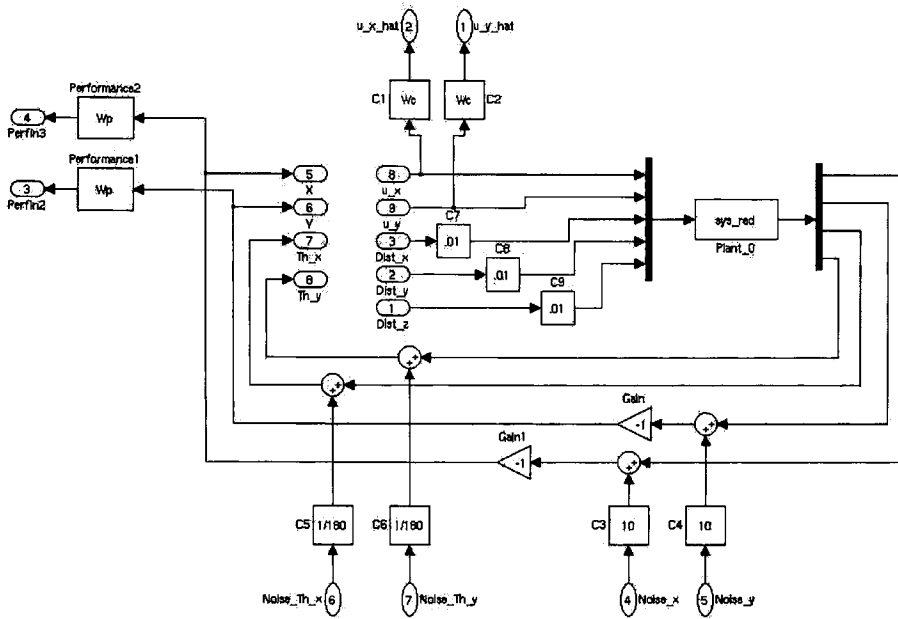 u_x_hat 2 1 u_y_hat
C1 Wc Wc C2
Performance2
4 Wp
Perfin3
Performance1
3 Wp
Perfin2
5
X
6
Y
7
Th_x
8
Th_y
8
u_x
9
u_y
C7
3 .01
Dist_x
C8
2 .01
Dist_y
C9
1 .01
Dist_z
sys_red
Plant_0
+ +
+ +
Gain
-1
+ +
Gain1
-1
+ +
C5 1/180 C6 1/180 C3 10 C4 10
Noise_Th_x 6 7 Noise_Th_y 4 Noise_x 5 Noise_y